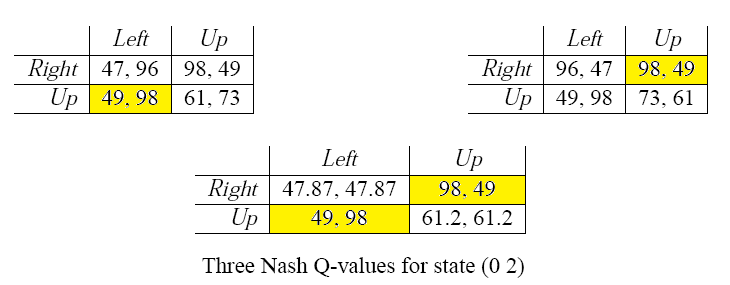 Left Up
Right 47, 96 98, 49
Up 49, 98 61, 73
Left Up
Right 96, 47 98, 49
Up 49, 98 73, 61
Left Up
Right 47.87, 47.87 98, 49
Up 49, 98 61.2, 61.2
Three Nash Q-values for state (0 2)